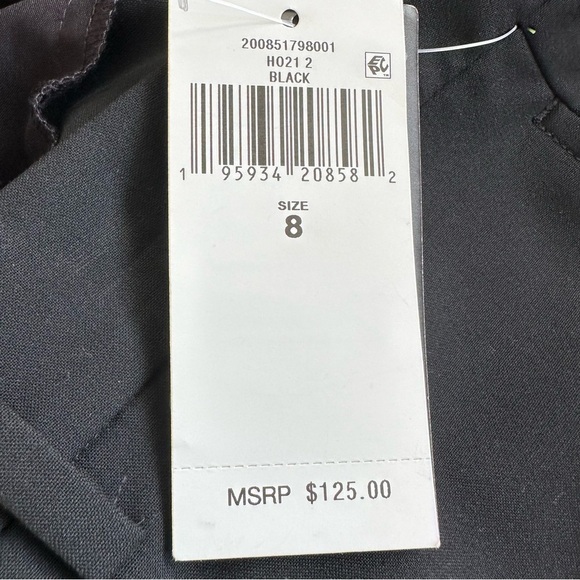 200851798001
H021 2
BLACK
1 95934 20858 2
SIZE
8
MSRP $125.00